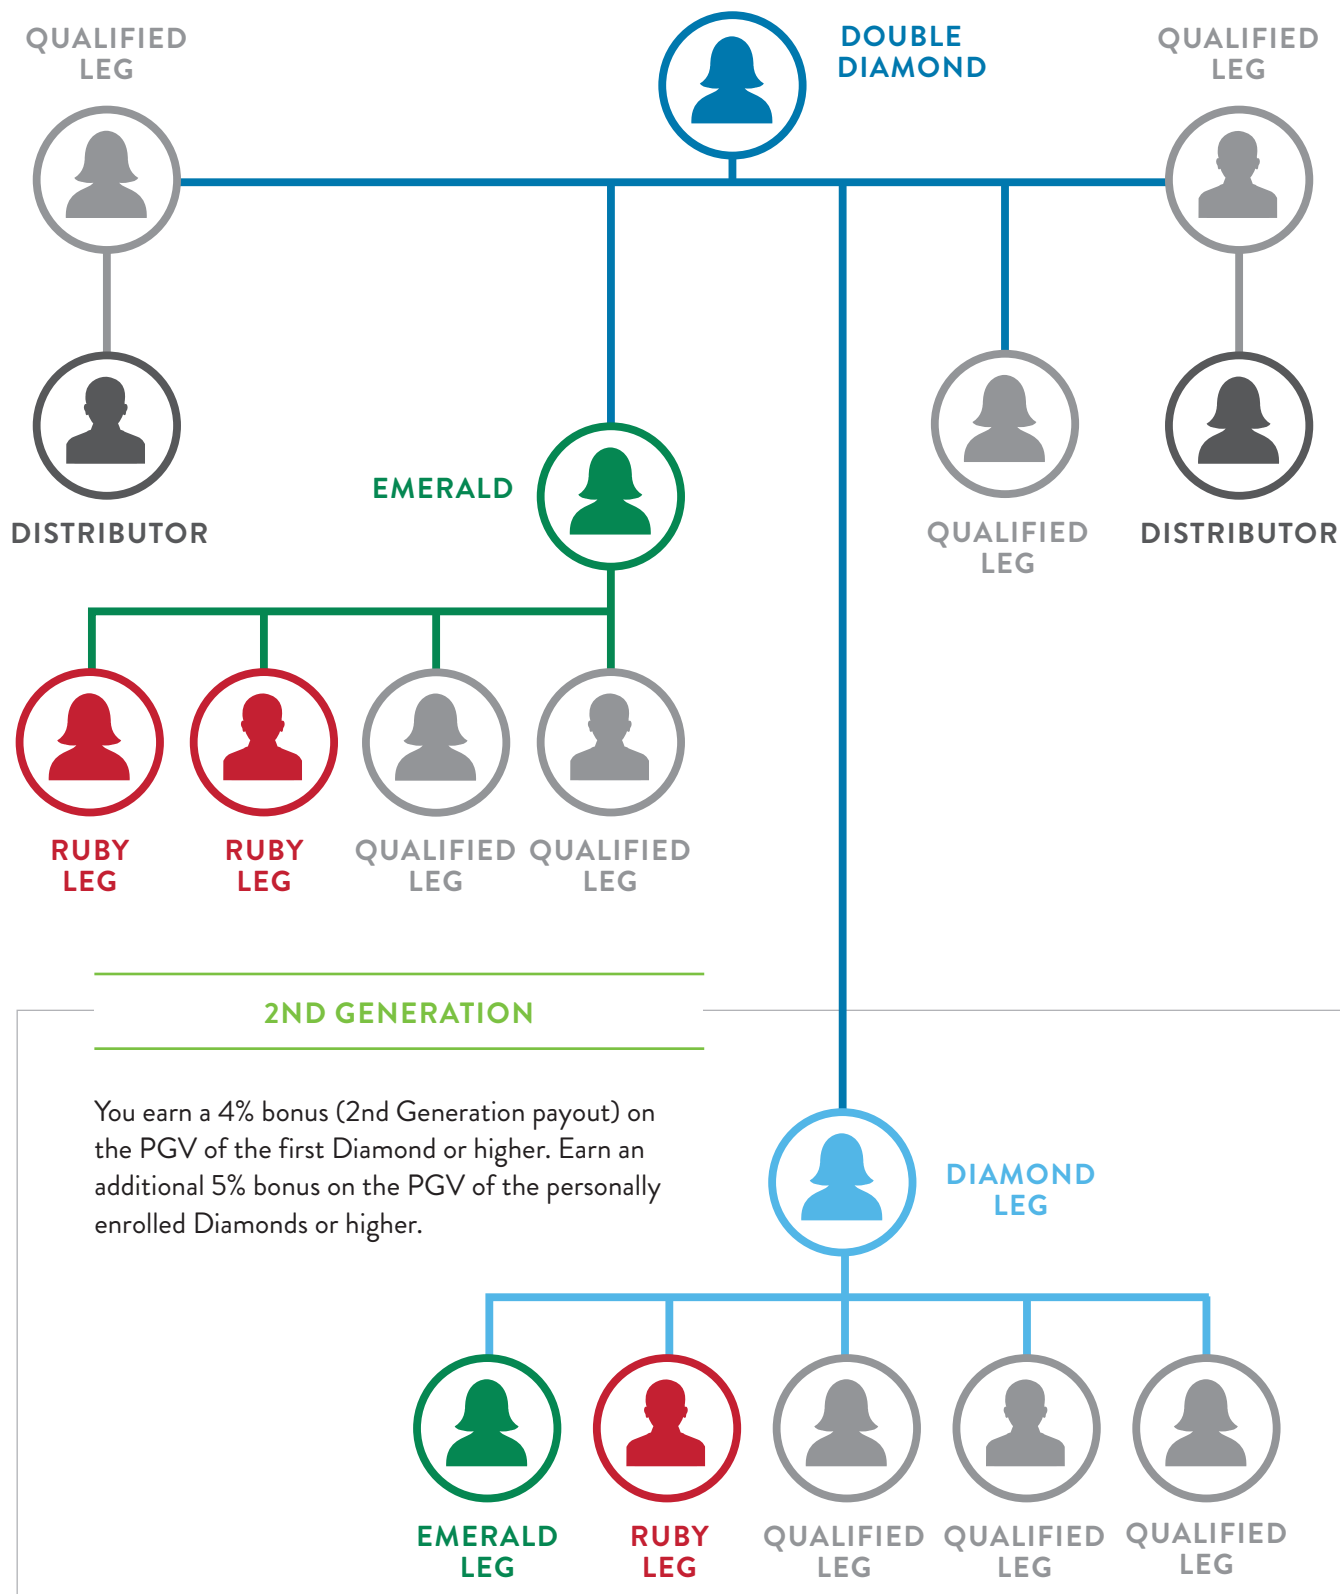 QUALIFIED
LEG
DOUBLE
DIAMOND
QUALIFIED
LEG
DISTRIBUTOR
EMERALD
QUALIFIED
LEG
DISTRIBUTOR
RUBY
LEG
RUBY
LEG
QUALIFIED
LEG
QUALIFIED
LEG
2ND GENERATION
You earn a 4% bonus (2nd Generation payout) on
the PGV of the first Diamond or higher. Earn an
additional 5% bonus on the PGV of the personally
enrolled Diamonds or higher.
DIAMOND
LEG
EMERALD
LEG
RUBY
LEG
QUALIFIED
LEG
QUALIFIED
LEG
QUALIFIED
LEG